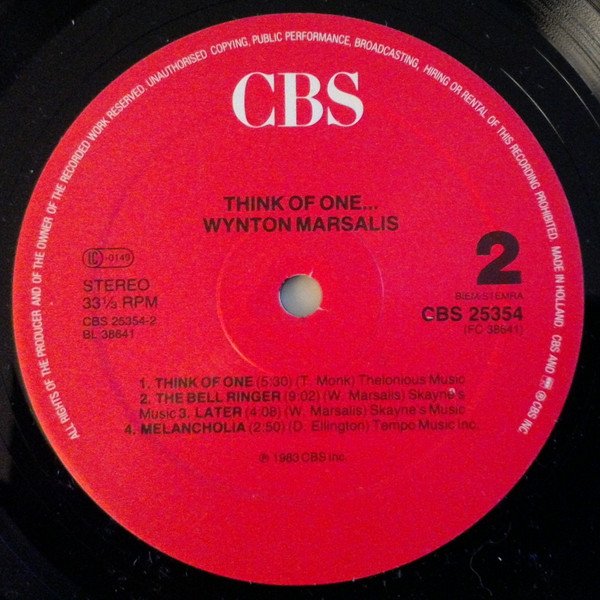 ALL RIGHTS OF THE PRODUCER AND OF THE OWNER OF THE RECORDED WORK RESERVED. UNAUTHORISED COPYING, PUBLIC PERFORMANCE, BROADCASTING, HIRING OR RENTAL OF THIS RECORDING PROHIBITED. MADE IN HOLLAND CBS AND ℗ CBS INC.
CBS
THINK OF ONE...
WYNTON MARSALIS
IC -0149
STEREO
33⅓ RPM
CBS 25354-2
BL 38641
2
BIEM-STEMRA
CBS 25354
(FC 38641)
1. THINK OF ONE (5:30) (T. Monk) Thelonious Music
2. THE BELL RINGER (9:02) (W. Marsalis) Skayne's
Music 3. LATER (4:08) (W. Marsalis) Skayne's Music
4. MELANCHOLIA (2:50) (D. Ellington) Tempo Music Inc.
℗ 1983 CBS Inc.